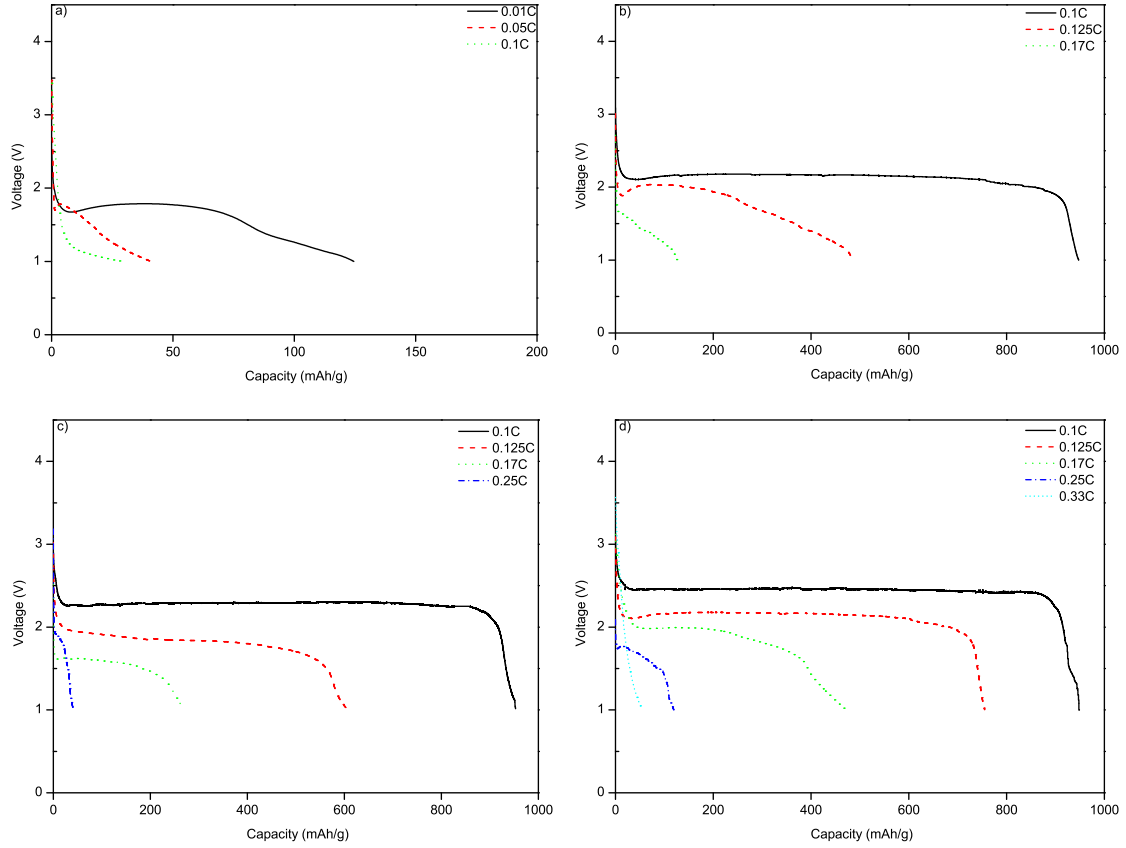 a)
0.01C
0.05C
0.1C
4
3
2
1
0
Voltage (V)
0
50
100
150
200
Capacity (mAh/g)
b)
0.1C
0.125C
0.17C
4
3
2
1
0
Voltage (V)
0
200
400
600
800
1000
Capacity (mAh/g)
c)
0.1C
0.125C
0.17C
0.25C
4
3
2
1
0
Voltage (V)
0
200
400
600
800
1000
Capacity (mAh/g)
d)
0.1C
0.125C
0.17C
0.25C
0.33C
4
3
2
1
0
Voltage (V)
0
200
400
600
800
1000
Capacity (mAh/g)